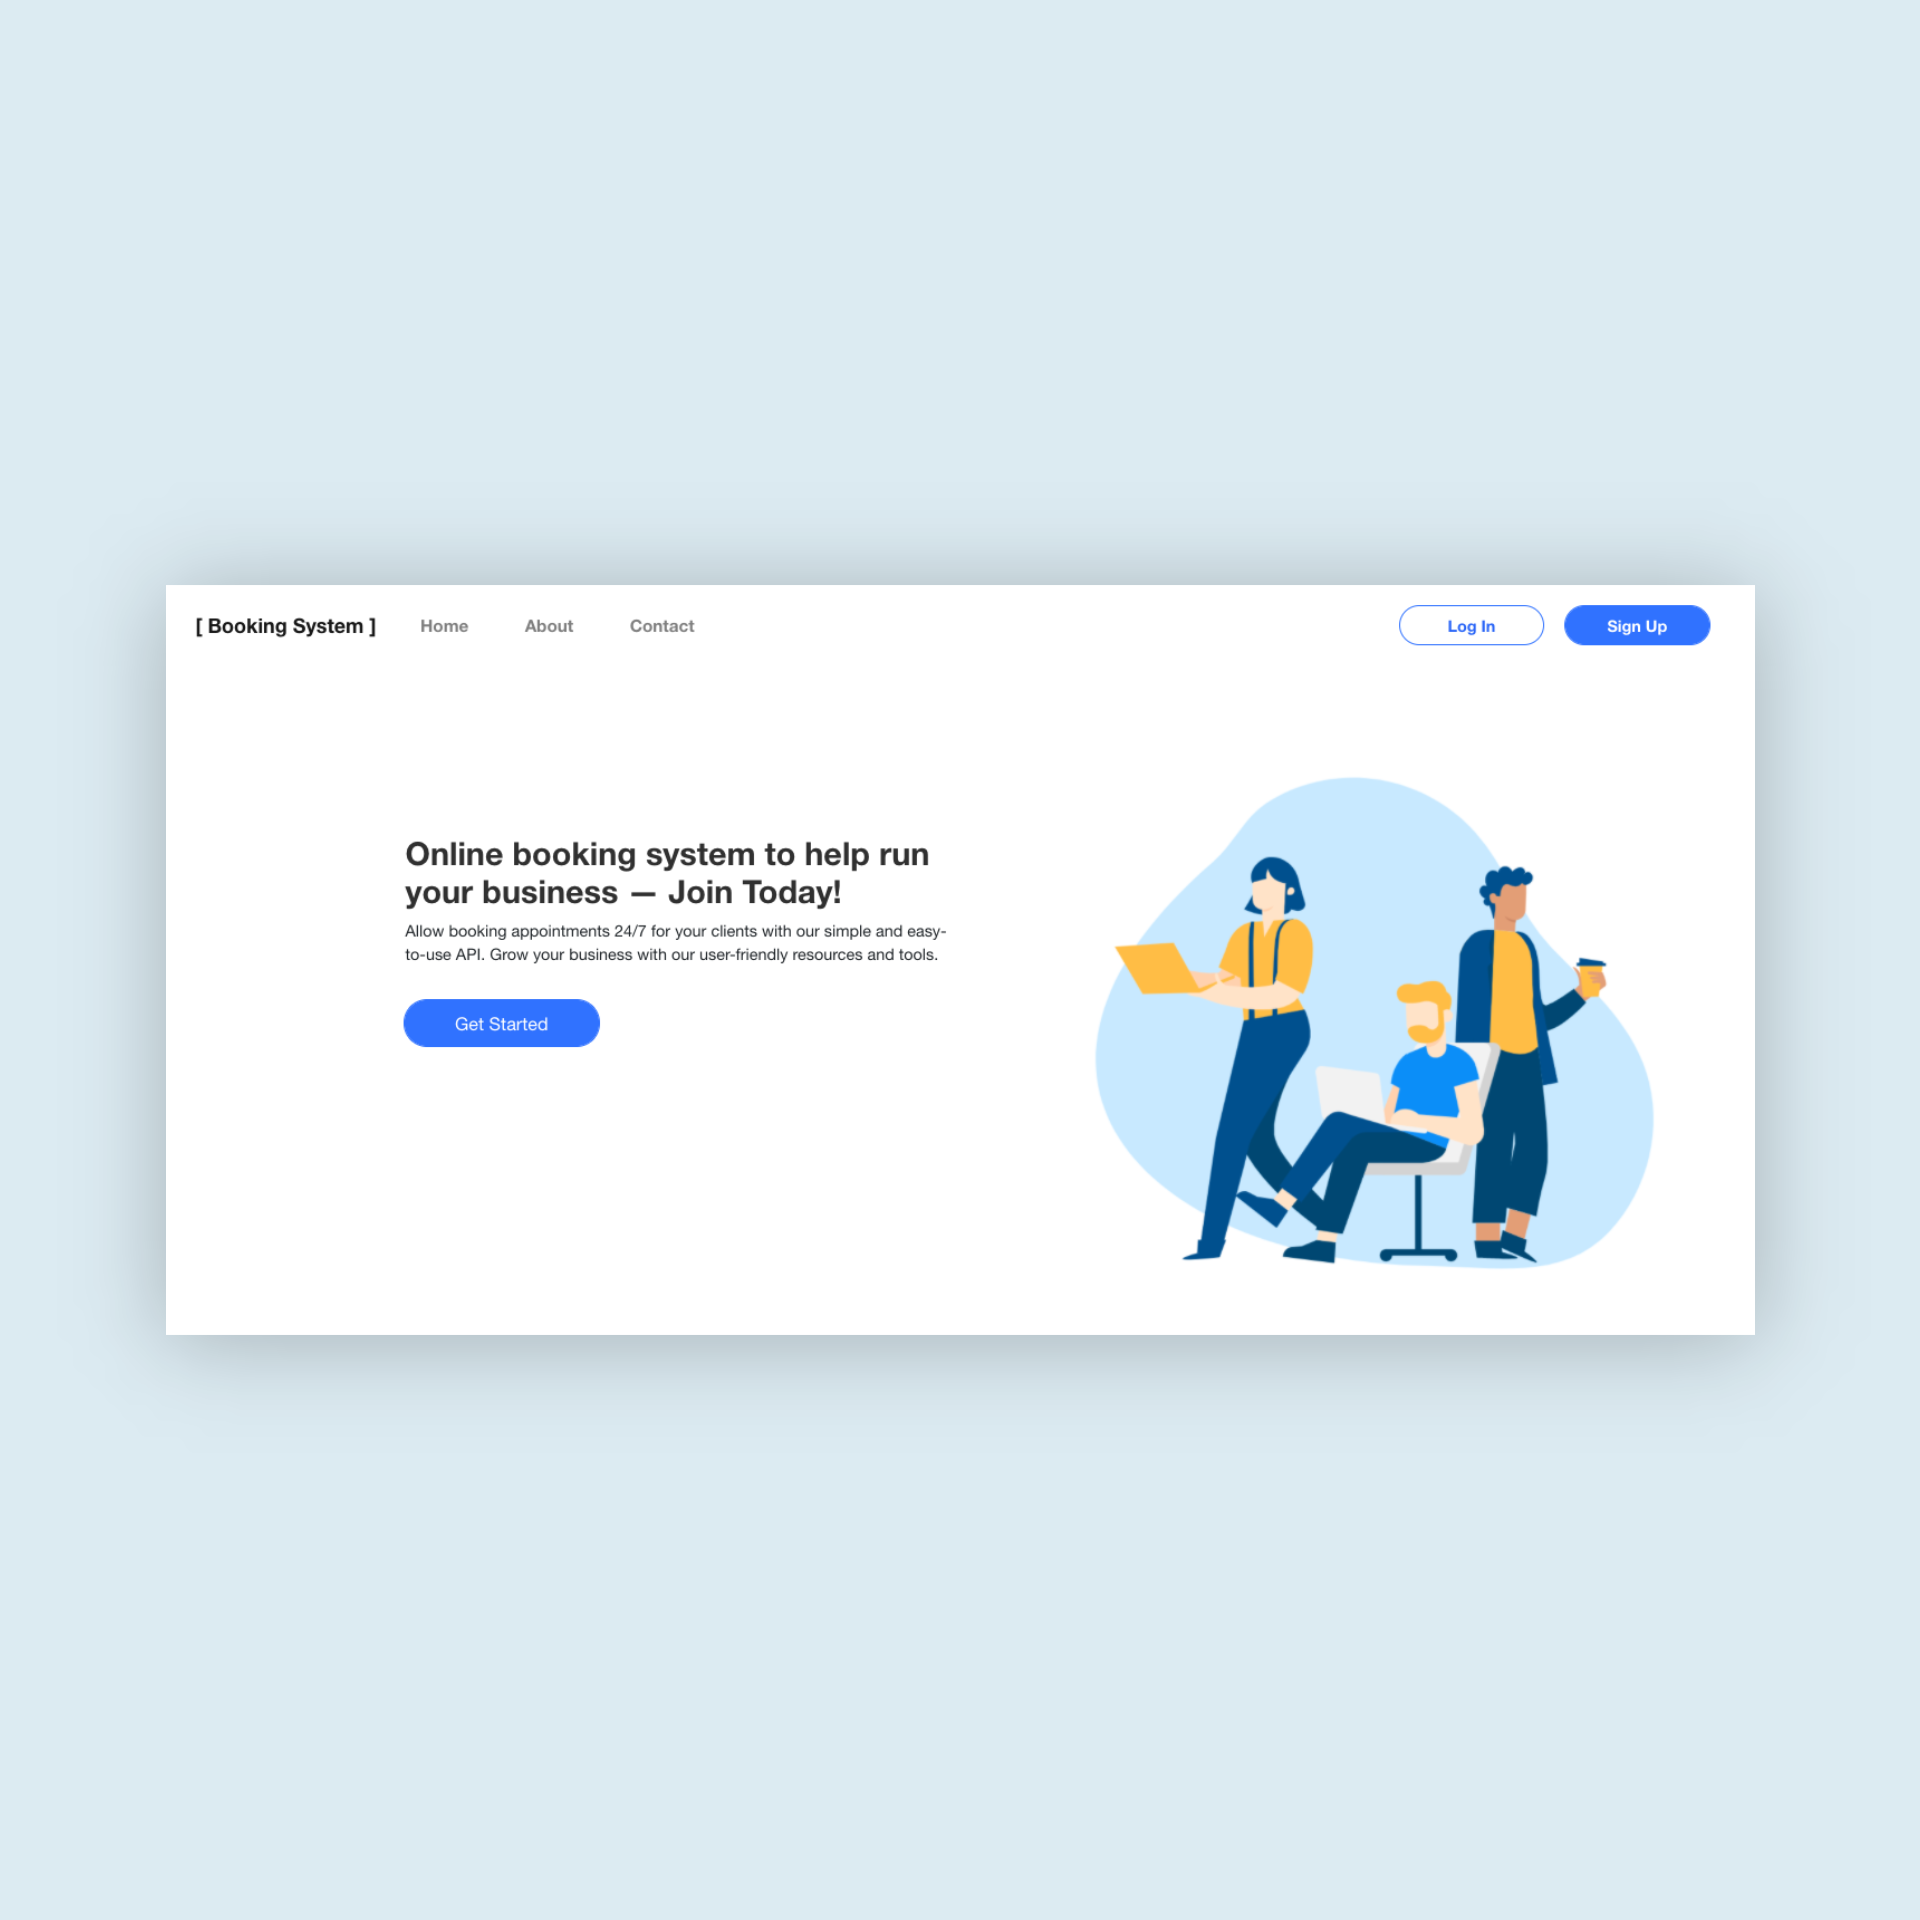 [ Booking System ] Home About Contact Log In Sign Up
Online booking system to help run
your business — Join Today!
Allow booking appointments 24/7 for your clients with our simple and easy-
to-use API. Grow your business with our user-friendly resources and tools.
Get Started